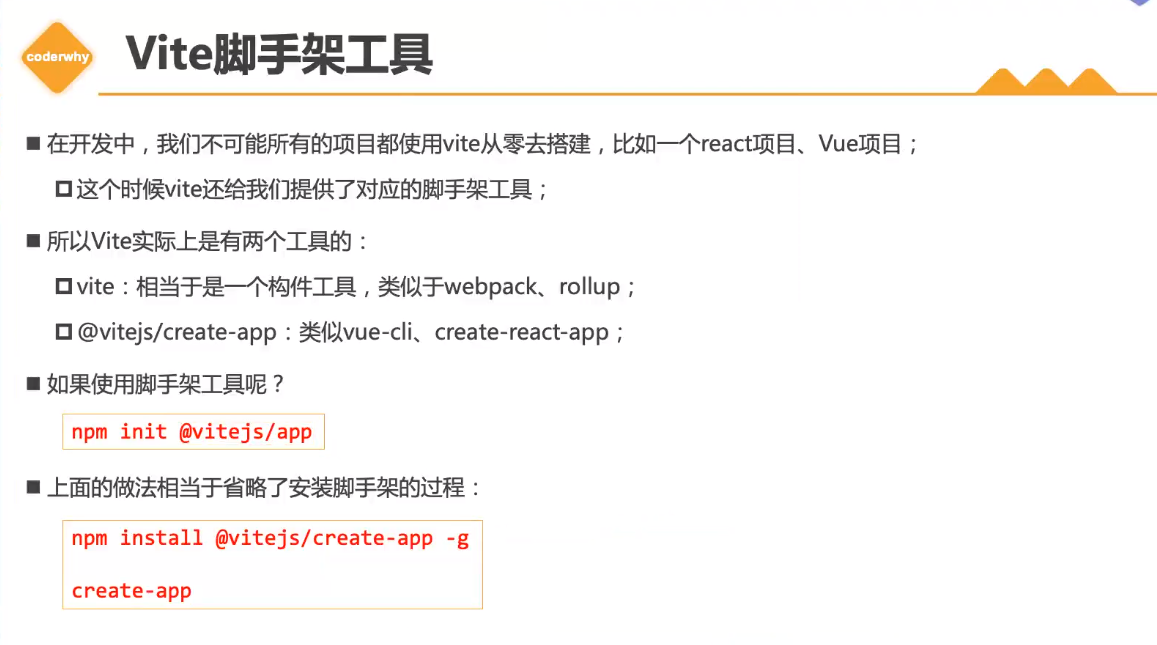 coderwhy
Vite脚手架工具
在开发中，我们不可能所有的项目都使用vite从零去搭建，比如一个react项目、Vue项目；
这个时候vite还给我们提供了对应的脚手架工具；
所以Vite实际上是有两个工具的：
vite：相当于是一个构件工具，类似于webpack、rollup；
@vitejs/create-app：类似vue-cli、create-react-app；
如果使用脚手架工具呢？
npm init @vitejs/app
上面的做法相当于省略了安装脚手架的过程：
npm install @vitejs/create-app -g
create-app